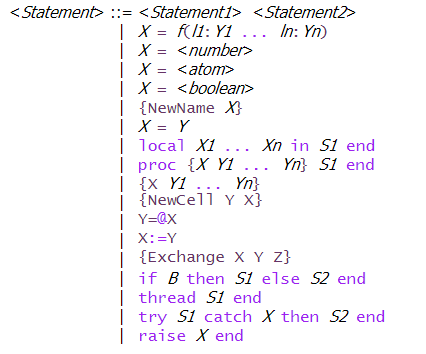 <Statement> ::= <Statement1> <Statement2>
| X = f(l1:Y1 ... ln:Yn)
| X = <number>
| X = <atom>
| X = <boolean>
| {NewName X}
| X = Y
| local X1 ... Xn in S1 end
| proc {X Y1 ... Yn} S1 end
| {X Y1 ... Yn}
| {NewCell Y X}
| Y=@X
| X:=Y
| {Exchange X Y Z}
| if B then S1 else S2 end
| thread S1 end
| try S1 catch X then S2 end
| raise X end